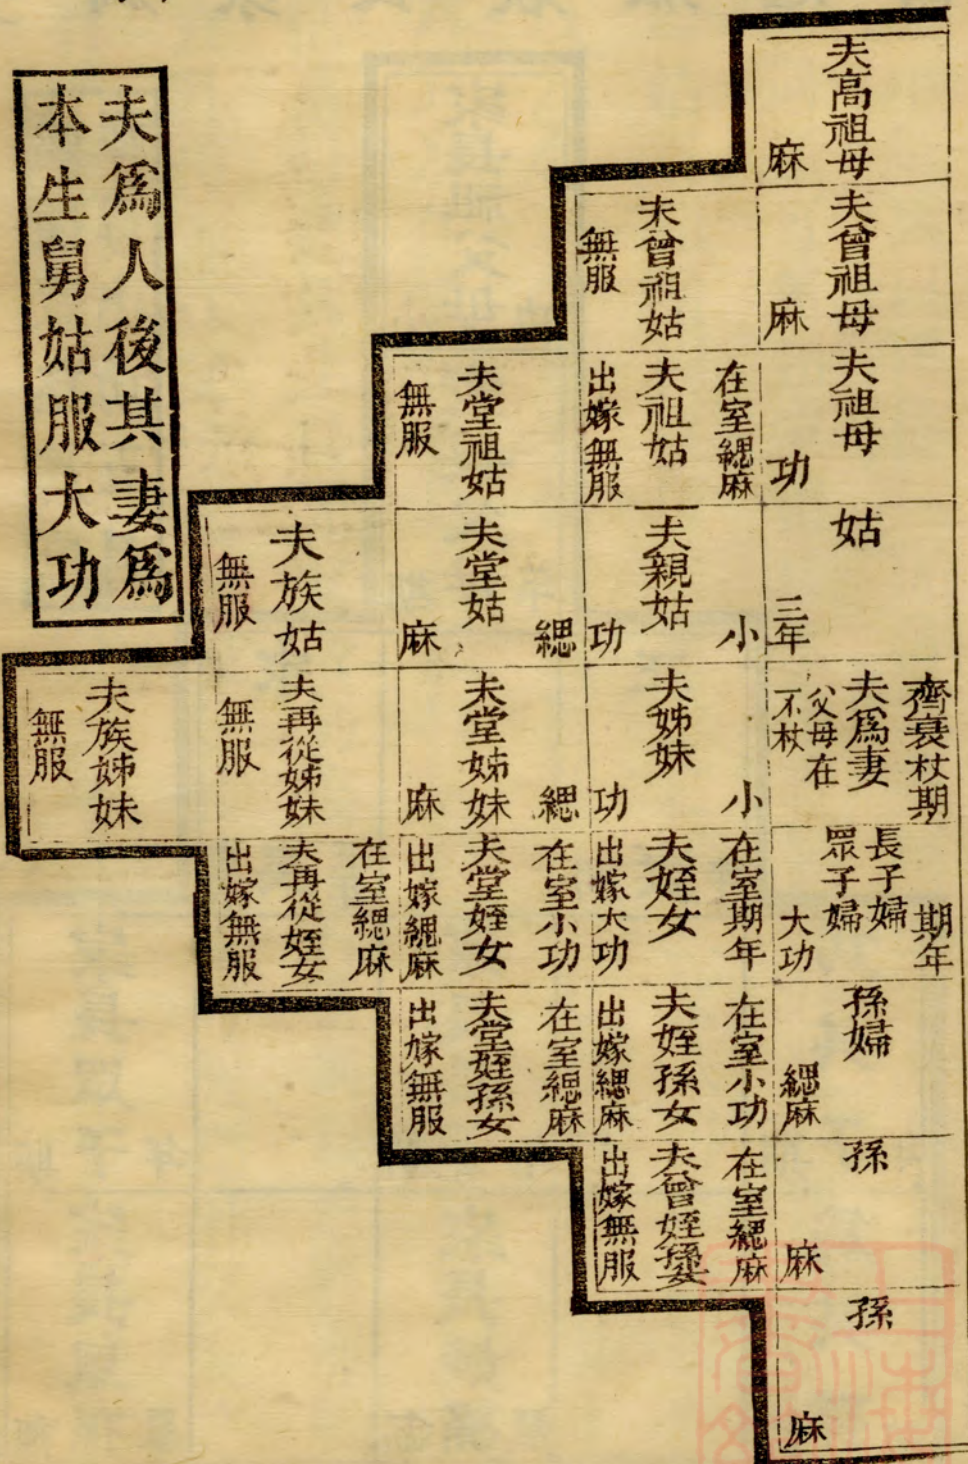 夫高祖母
麻
夫曾祖母
麻
夫曾祖姑
無服
夫祖母
功
在室緦麻
夫祖姑
出嫁無服
夫堂祖姑
無服
姑
三年
小
夫親姑
功
緦
夫堂姑
麻
夫族姑
無服
齊衰杖期
夫爲妻
父母在
不杖
小
夫姊妹
功
緦
夫堂姊妹
麻
夫再從姊妹
無服
夫族姊妹
無服
期年
長子婦
眾子婦
大功
在室期年
夫姪女
出嫁大功
在室小功
夫堂姪女
出嫁緦麻
在室緦麻
夫再從姪女
出嫁無服
孫婦
緦麻
在室小功
夫姪孫女
出嫁緦麻
在室緦麻
夫堂姪孫女
出嫁無服
孫
麻
在室緦麻
夫曾姪孫女
出嫁無服
孫
麻
夫爲人後其妻爲
本生舅姑服大功